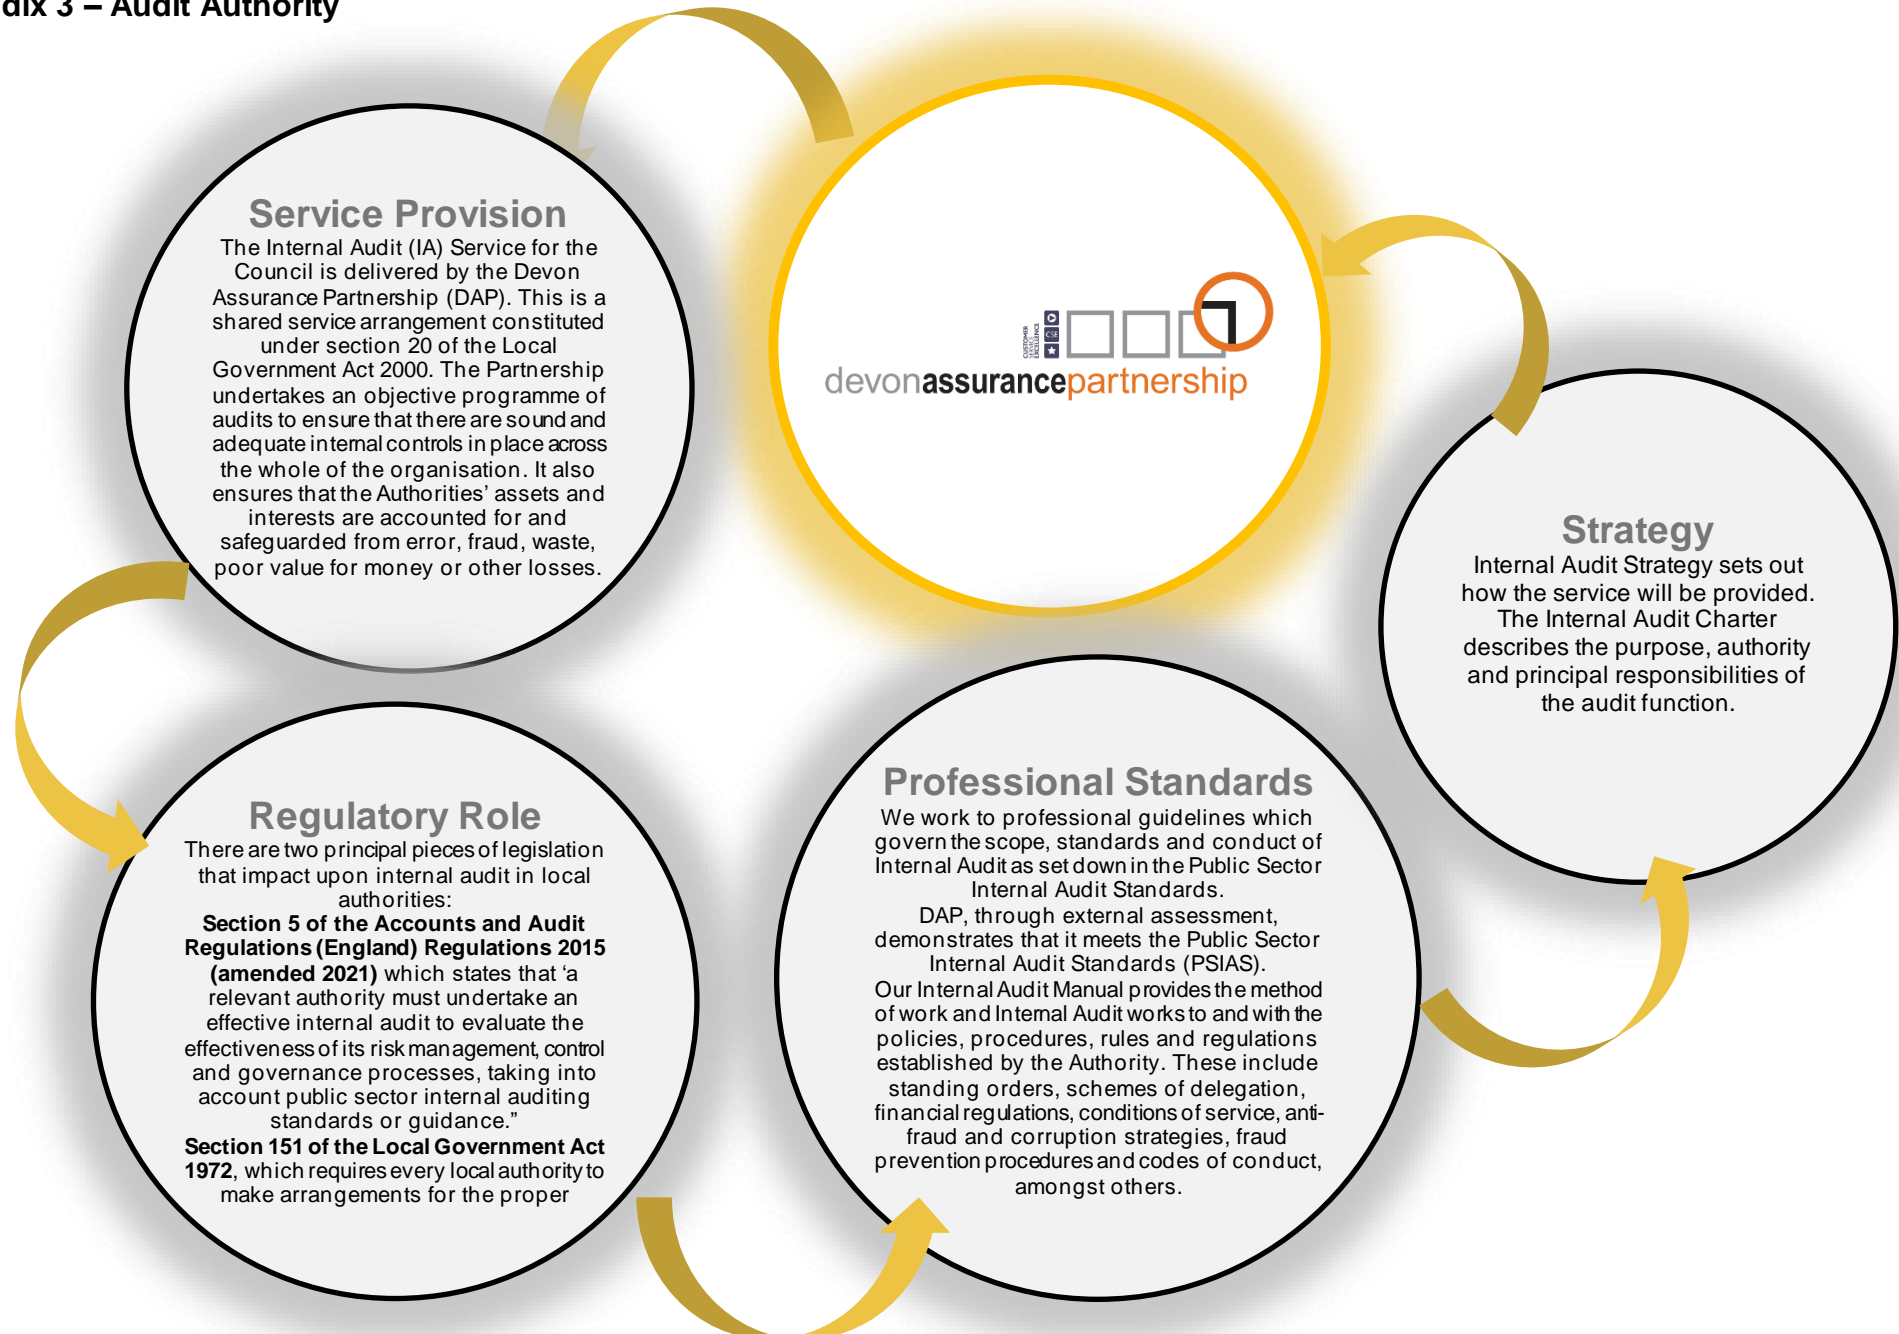 dix 3 – Audit Authority
Service Provision
The Internal Audit (IA) Service for the
Council is delivered by the Devon
Assurance Partnership (DAP). This is a
shared service arrangement constituted
under section 20 of the Local
Government Act 2000. The Partnership
undertakes an objective programme of
audits to ensure that there are sound and
adequate internal controls in place across
the whole of the organisation. It also
ensures that the Authorities’ assets and
interests are accounted for and
safeguarded from error, fraud, waste,
poor value for money or other losses.
CUSTOMER
SERVICE
EXCELLENCE
CSE
devonassurancepartnership
Strategy
Internal Audit Strategy sets out
how the service will be provided.
The Internal Audit Charter
describes the purpose, authority
and principal responsibilities of
the audit function.
Regulatory Role
There are two principal pieces of legislation
that impact upon internal audit in local
authorities:
Section 5 of the Accounts and Audit
Regulations (England) Regulations 2015
(amended 2021) which states that ‘a
relevant authority must undertake an
effective internal audit to evaluate the
effectiveness of its risk management, control
and governance processes, taking into
account public sector internal auditing
standards or guidance.”
Section 151 of the Local Government Act
1972, which requires every local authority to
make arrangements for the proper
Professional Standards
We work to professional guidelines which
govern the scope, standards and conduct of
Internal Audit as set down in the Public Sector
Internal Audit Standards.
DAP, through external assessment,
demonstrates that it meets the Public Sector
Internal Audit Standards (PSIAS).
Our Internal Audit Manual provides the method
of work and Internal Audit works to and with the
policies, procedures, rules and regulations
established by the Authority. These include
standing orders, schemes of delegation,
financial regulations, conditions of service, anti-
fraud and corruption strategies, fraud
prevention procedures and codes of conduct,
amongst others.